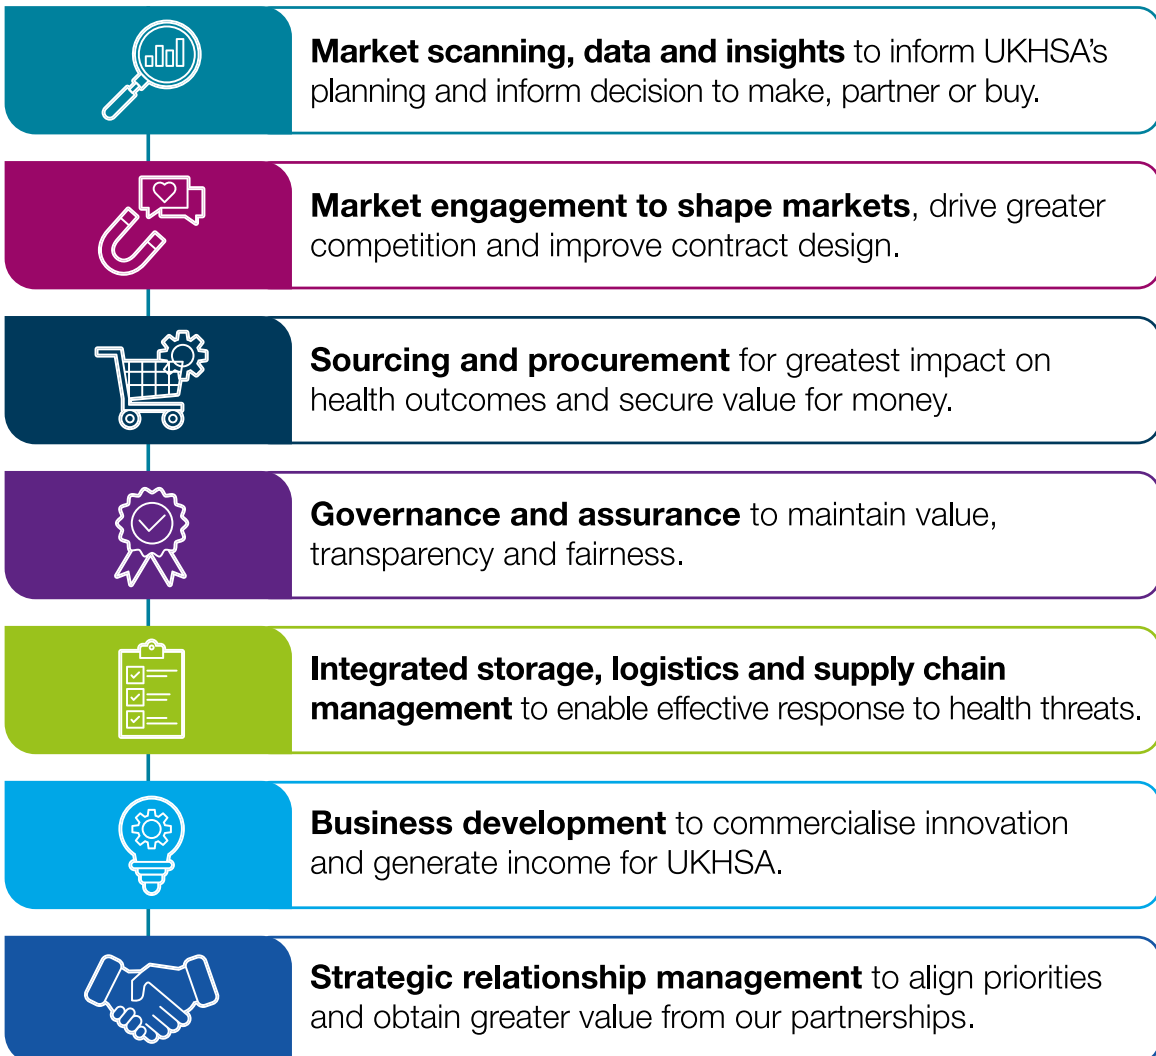 Market scanning, data and insights to inform UKHSA’s
planning and inform decision to make, partner or buy.
Market engagement to shape markets, drive greater
competition and improve contract design.
Sourcing and procurement for greatest impact on
health outcomes and secure value for money.
Governance and assurance to maintain value,
transparency and fairness.
Integrated storage, logistics and supply chain
management to enable effective response to health threats.
Business development to commercialise innovation
and generate income for UKHSA.
Strategic relationship management to align priorities
and obtain greater value from our partnerships.